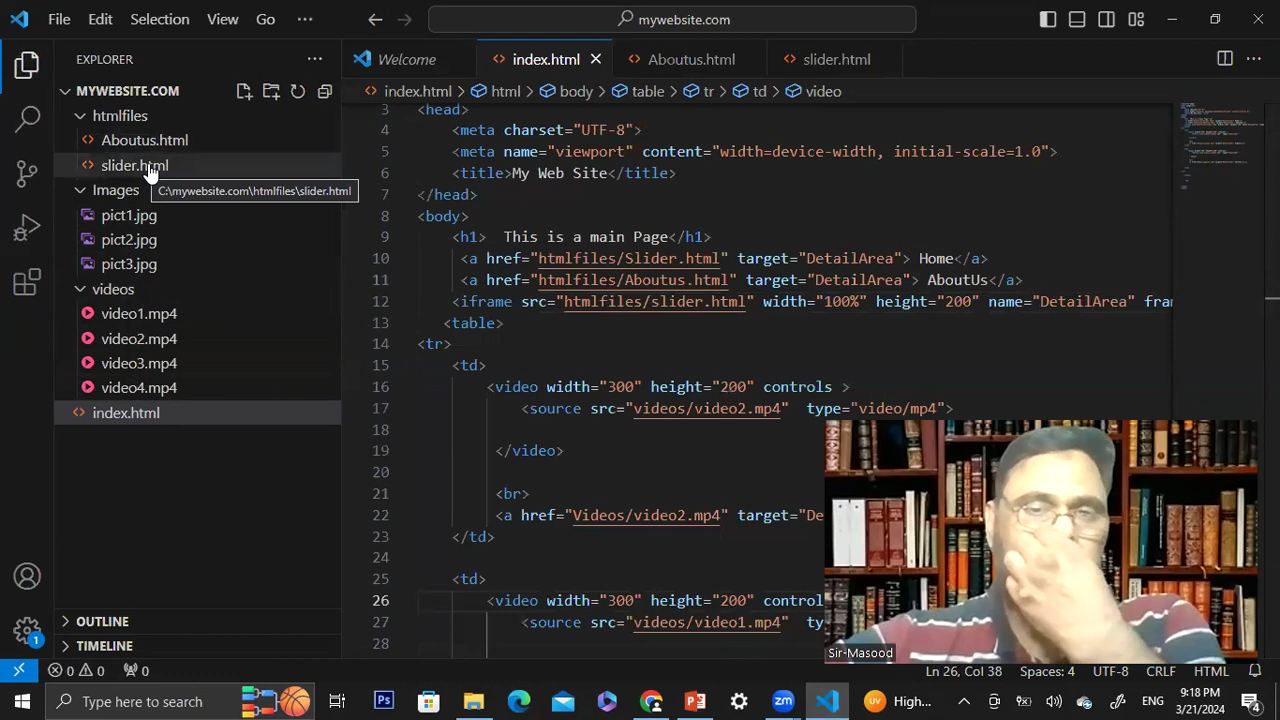 File Edit Selection View Go
mywebsite.com
EXPLORER
Welcome
index.html
Aboutus.html
slider.html
MYWEBSITE.COM
index.html > html > body > table > tr > td > video
htmlfiles
Aboutus.html
slider.html
C:\mywebsite.com\htmlfiles\slider.html
Images
pict1.jpg
pict2.jpg
pict3.jpg
videos
video1.mp4
video2.mp4
video3.mp4
video4.mp4
index.html
OUTLINE
TIMELINE
3 <head>
4 <meta charset="UTF-8">
5 <meta name="viewport" content="width=device-width, initial-scale=1.0">
6 <title>My Web Site</title>
7 </head>
8 <body>
9 <h1> This is a main Page</h1>
10 <a href="htmlfiles/Slider.html" target="DetailArea"> Home</a>
11 <a href="htmlfiles/Aboutus.html" target="DetailArea"> AboutUs</a>
12 <iframe src="htmlfiles/slider.html" width="100%" height="200" name="DetailArea" fram
13 <table>
14 <tr>
15 <td>
16 <video width="300" height="200" controls >
17 <source src="videos/video2.mp4" type="video/mp4">
18
19 </video>
20
21 <br>
22 <a href="Videos/video2.mp4" target="De
23 </td>
24
25 <td>
26 <video width="300" height="200" control
27 <source src="videos/video1.mp4" ty
28
Sir-Masood
1
0 0 0
Ln 26, Col 38 Spaces: 4 UTF-8 CRLF HTML
Type here to search
Ps
zm
UV High...
ENG
9:18 PM
3/21/2024
4